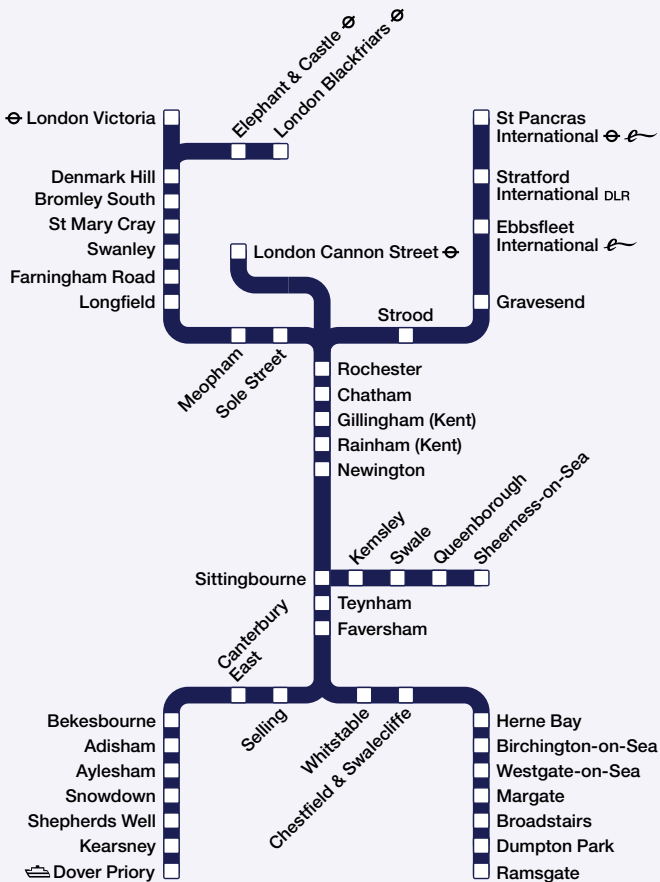 Elephant & Castle
London Blackfriars
London Victoria
St Pancras
International
Denmark Hill
Stratford
International DLR
Bromley South
St Mary Cray
Ebbsfleet
International
Swanley
London Cannon Street
Farningham Road
Longfield
Gravesend
Strood
Meopham
Sole Street
Rochester
Chatham
Gillingham (Kent)
Rainham (Kent)
Newington
Kemsley
Swale
Queenborough
Sheerness-on-Sea
Sittingbourne
Teynham
Faversham
Canterbury
East
Selling
Whitstable
Chestfield & Swalecliffe
Bekesbourne
Herne Bay
Adisham
Birchington-on-Sea
Aylesham
Westgate-on-Sea
Snowdown
Margate
Shepherds Well
Broadstairs
Kearsney
Dumpton Park
Dover Priory
Ramsgate